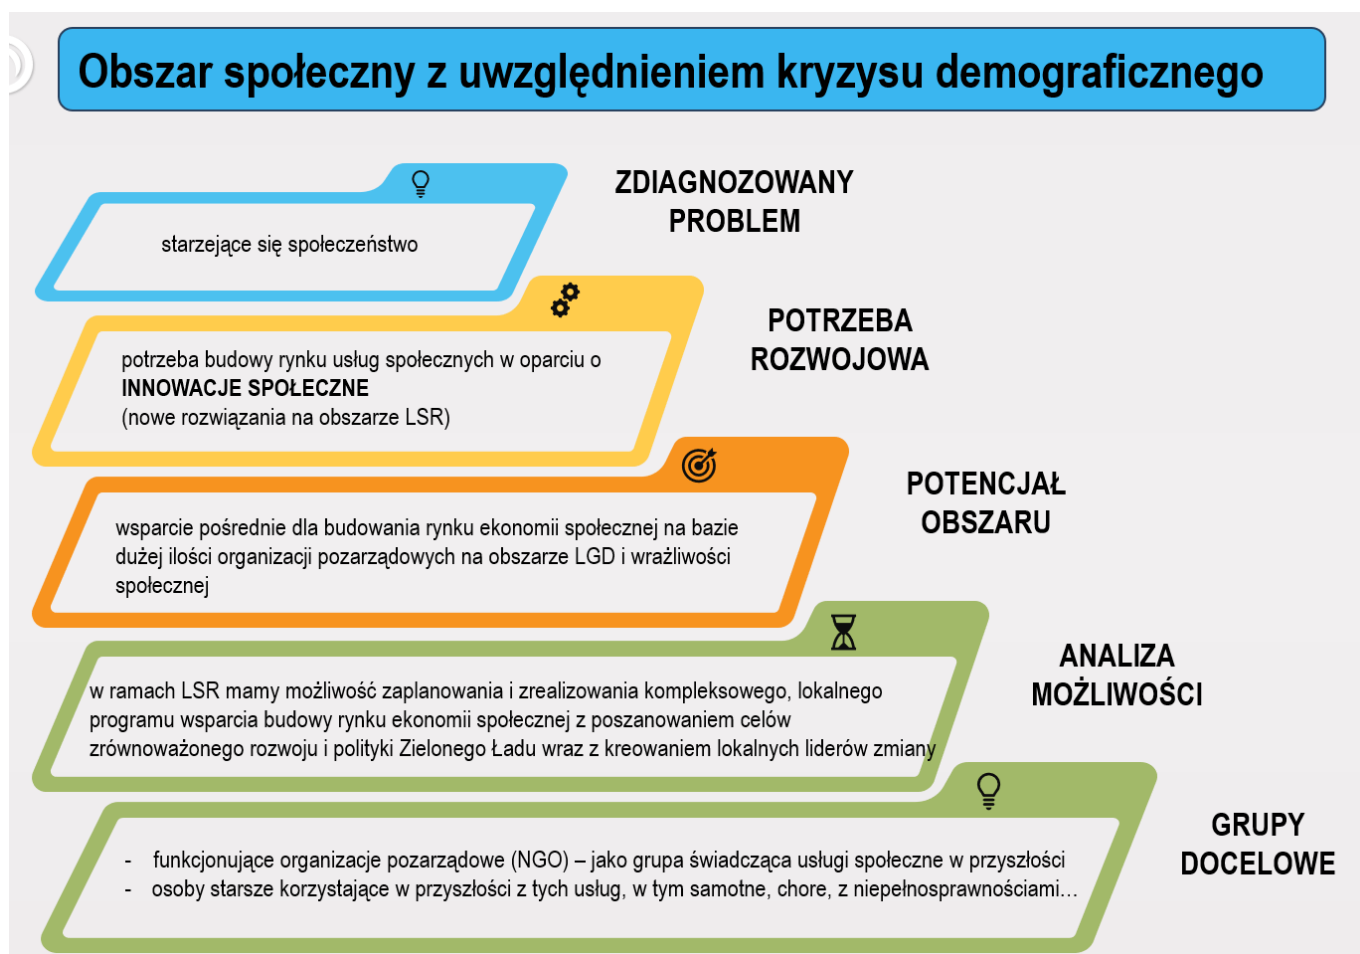 Obszar społeczny z uwzględnieniem kryzysu demograficznego
ZDIAGNOZOWANY
PROBLEM
starzejące się społeczeństwo
POTRZEBA
ROZWOJOWA
potrzeba budowy rynku usług społecznych w oparciu o
INNOWACJE SPOŁECZNE
(nowe rozwiązania na obszarze LSR)
POTENCJAŁ
OBSZARU
wsparcie pośrednie dla budowania rynku ekonomii społecznej na bazie
dużej ilości organizacji pozarządowych na obszarze LGD i wrażliwości
społecznej
ANALIZA
MOŻLIWOŚCI
w ramach LSR mamy możliwość zaplanowania i zrealizowania kompleksowego, lokalnego
programu wsparcia budowy rynku ekonomii społecznej z poszanowaniem celów
zrównoważonego rozwoju i polityki Zielonego Ładu wraz z kreowaniem lokalnych liderów zmiany
GRUPY
DOCELOWE
- funkcjonujące organizacje pozarządowe (NGO) – jako grupa świadcząca usługi społeczne w przyszłości
- osoby starsze korzystające w przyszłości z tych usług, w tym samotne, chore, z niepełnosprawnościami…